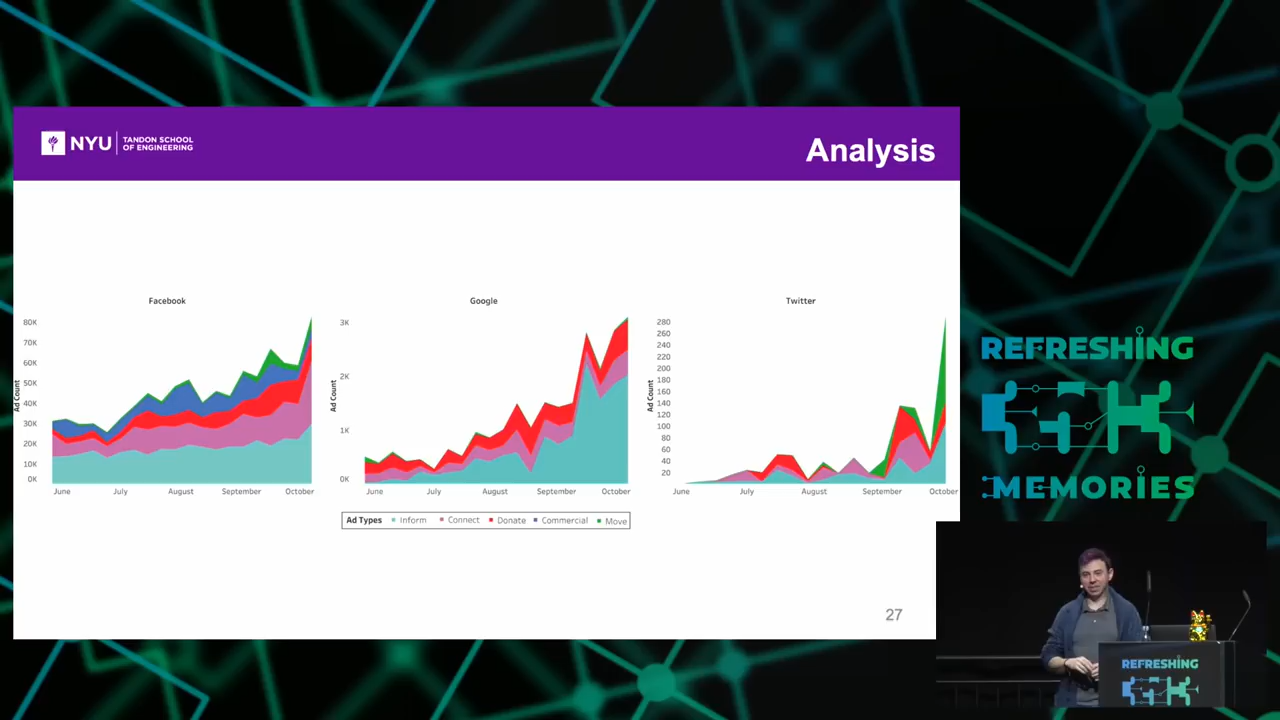 NYU
TANDON SCHOOL
OF ENGINEERING
Analysis
Facebook
80K
70K
60K
50K
40K
30K
20K
10K
0K
Ad Count
June July August September October
Google
3K
2K
1K
0K
Ad Count
June July August September October
Twitter
280
260
240
220
200
180
160
140
120
100
80
60
40
20
Ad Count
June July August September October
Ad Types Inform Connect Donate Commercial Move
27
REFRESHING
MEMORIES
REFRESHING